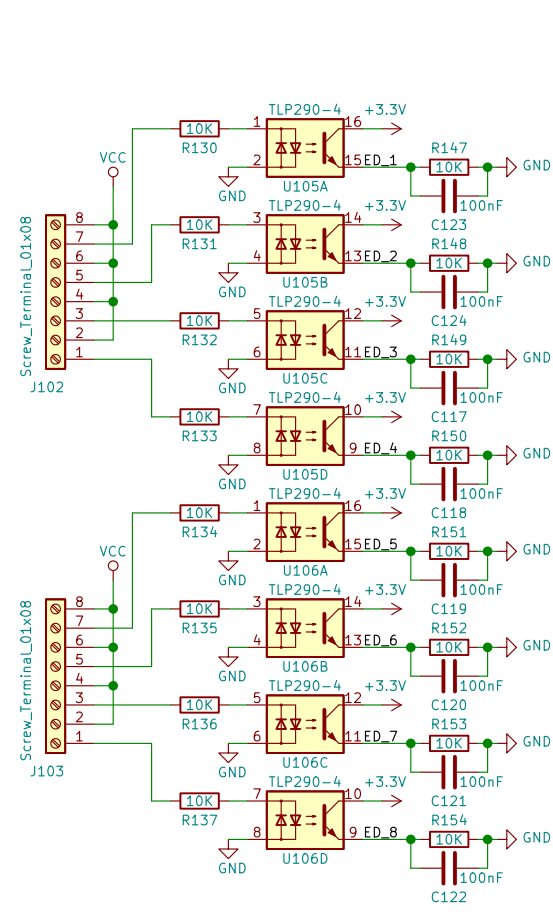 TLP290-4 +3.3V
1 10K 16
R130
2 15 ED_1 R147 10K GND
GND U105A C123 100nF
VCC
TLP290-4 +3.3V
3 10K 14
R131
4 13 ED_2 R148 10K GND
GND U105B C124 100nF
Screw_Terminal_01x08
8
7
6
5
4
3
2
1
J102
TLP290-4 +3.3V
5 10K 12
R132
6 11 ED_3 R149 10K GND
GND U105C C117 100nF
TLP290-4 +3.3V
7 10K 10
R133
8 9 ED_4 R150 10K GND
GND U105D C118 100nF
TLP290-4 +3.3V
1 10K 16
R134
2 15 ED_5 R151 10K GND
GND U106A C119 100nF
VCC
TLP290-4 +3.3V
3 10K 14
R135
4 13 ED_6 R152 10K GND
GND U106B C120 100nF
Screw_Terminal_01x08
8
7
6
5
4
3
2
1
J103
TLP290-4 +3.3V
5 10K 12
R136
6 11 ED_7 R153 10K GND
GND U106C C121 100nF
TLP290-4 +3.3V
7 10K 10
R137
8 9 ED_8 R154 10K GND
GND U106D C122 100nF